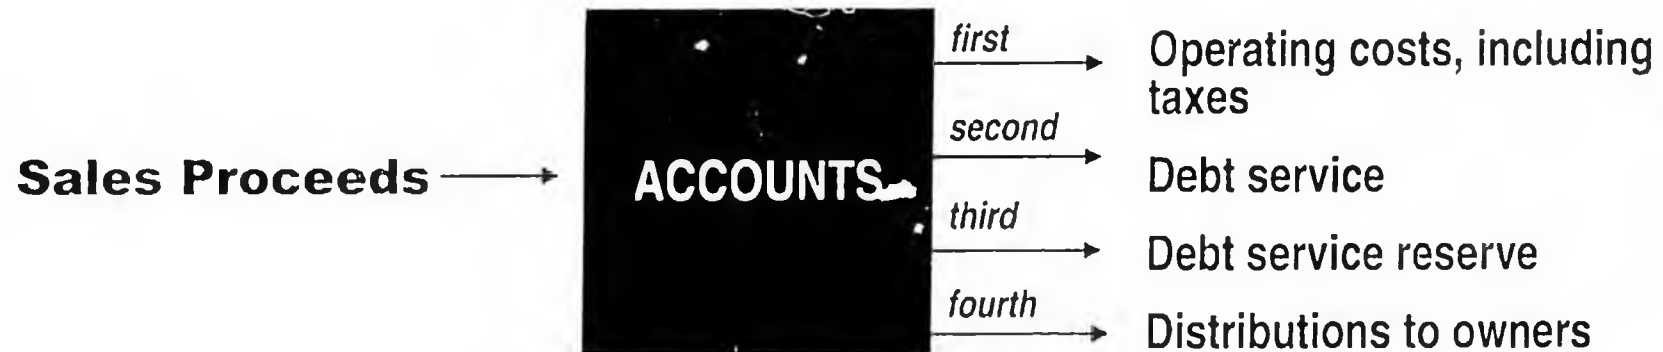 Sales Proceeds
ACCOUNTS
first
Operating costs, including
taxes
second
Debt service
third
Debt service reserve
fourth
Distributions to owners